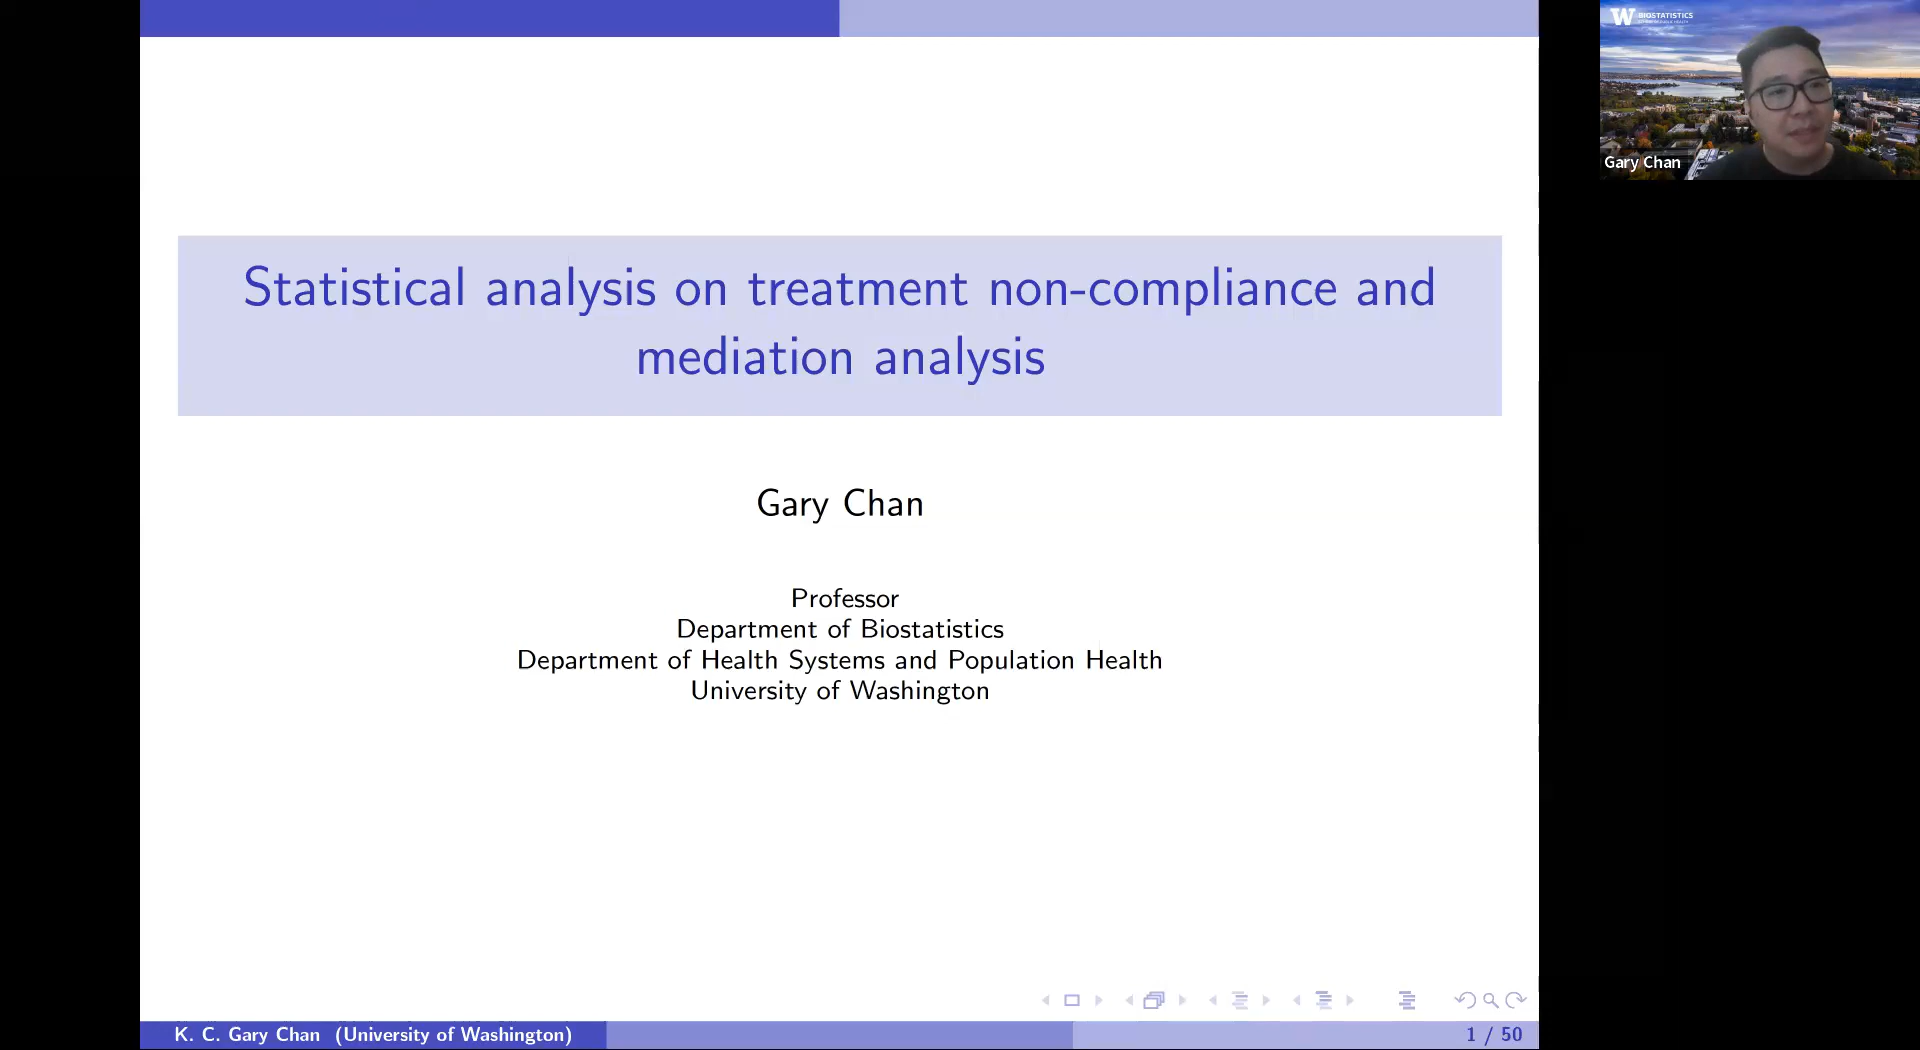 W BIOSTATISTICS
Gary Chan
Statistical analysis on treatment non-compliance and
mediation analysis
Gary Chan
Professor
Department of Biostatistics
Department of Health Systems and Population Health
University of Washington
K. C. Gary Chan (University of Washington)
1 / 50